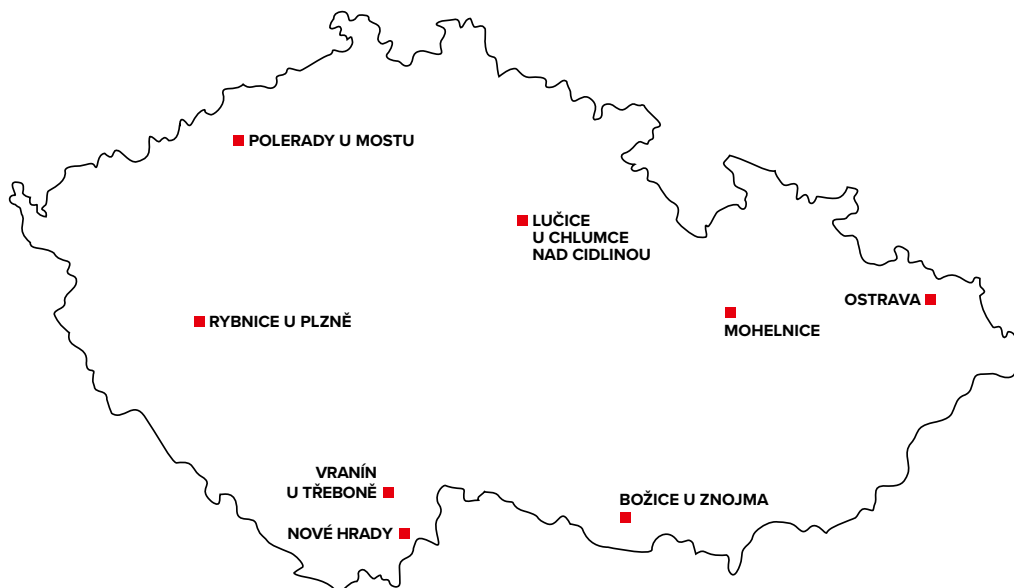 POLERADY U MOSTU
LUČICE
U CHLUMCE
NAD CIDLINOU
OSTRAVA
RYBNICE U PLZNĚ
MOHELNICE
VRANÍN
U TŘEBONĚ
BOŽICE U ZNOJMA
NOVÉ HRADY